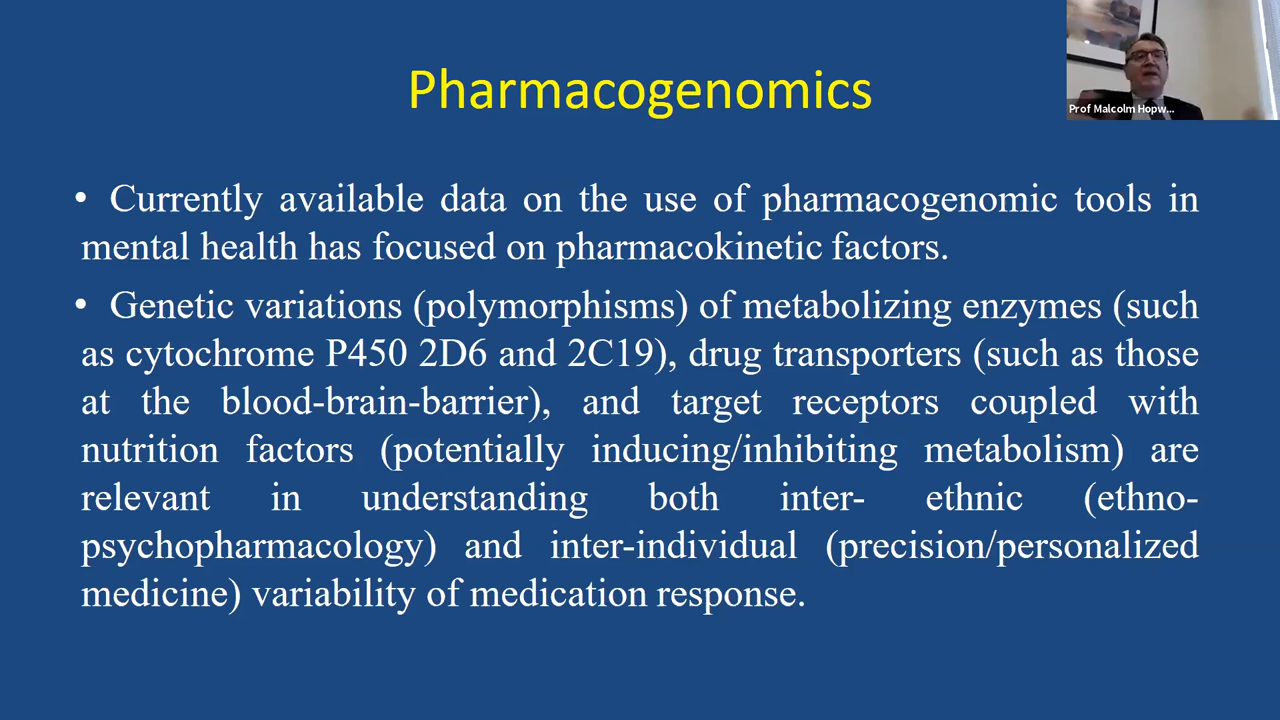 Pharmacogenomics
Prof Malcolm Hopw...
• Currently available data on the use of pharmacogenomic tools in
mental health has focused on pharmacokinetic factors.
• Genetic variations (polymorphisms) of metabolizing enzymes (such
as cytochrome P450 2D6 and 2C19), drug transporters (such as those
at the blood-brain-barrier), and target receptors coupled with
nutrition factors (potentially inducing/inhibiting metabolism) are
relevant in understanding both inter- ethnic (ethno-
psychopharmacology) and inter-individual (precision/personalized
medicine) variability of medication response.